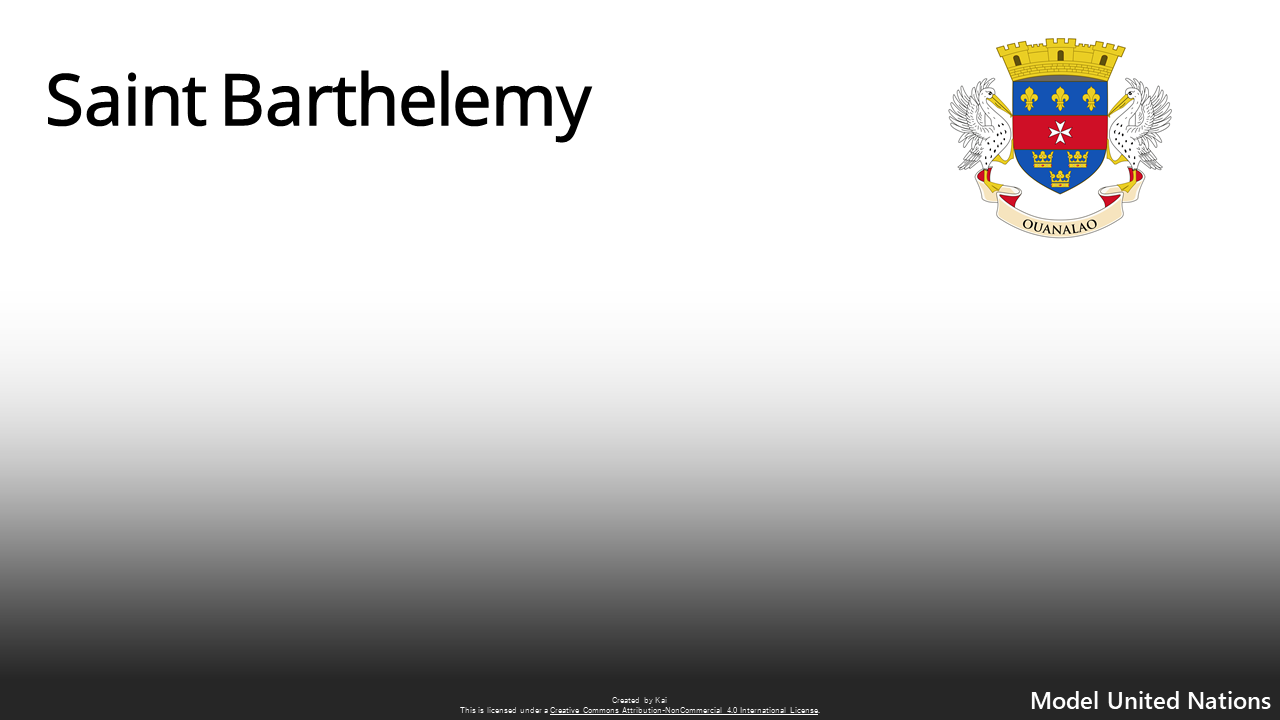 Saint Barthelemy
OUANALAO
Created by Kai
This is licensed under a Creative Commons Attribution-NonCommercial 4.0 International License.
Model United Nations